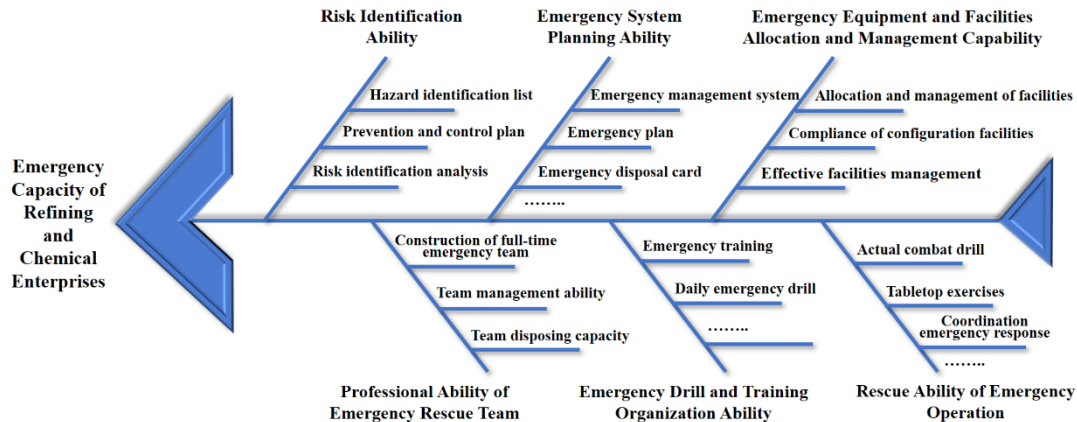 Risk Identification
Ability
Emergency System
Planning Ability
Emergency Equipment and Facilities
Allocation and Management Capability
Hazard identification list
Prevention and control plan
Risk identification analysis
Emergency management system
Emergency plan
Emergency disposal card
........
Allocation and management of facilities
Compliance of configuration facilities
Effective facilities management
Emergency
Capacity of
Refining
and
Chemical
Enterprises
Construction of full-time
emergency team
Team management ability
Team disposing capacity
Emergency training
Daily emergency drill
........
Actual combat drill
Tabletop exercises
Coordination
emergency response
........
Professional Ability of
Emergency Rescue Team
Emergency Drill and Training
Organization Ability
Rescue Ability of Emergency
Operation